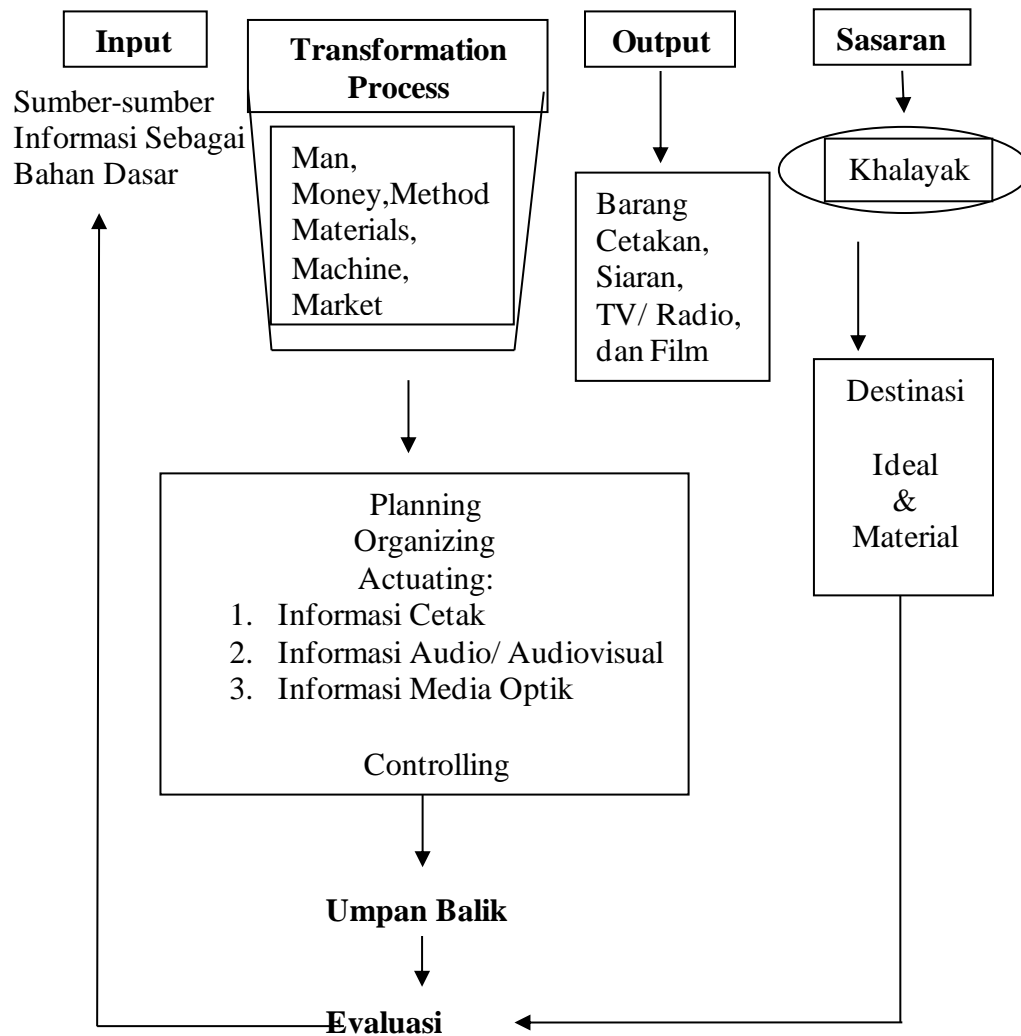 Input
Sumber-sumber
Informasi Sebagai
Bahan Dasar
Transformation
Process
Man,
Money,Method
Materials,
Machine,
Market
Output
Barang
Cetakan,
Siaran,
TV/ Radio,
dan Film
Sasaran
Khalayak
Destinasi
Ideal
&
Material
Planning
Organizing
Actuating:
1. Informasi Cetak
2. Informasi Audio/ Audiovisual
3. Informasi Media Optik
Controlling
Umpan Balik
Evaluasi